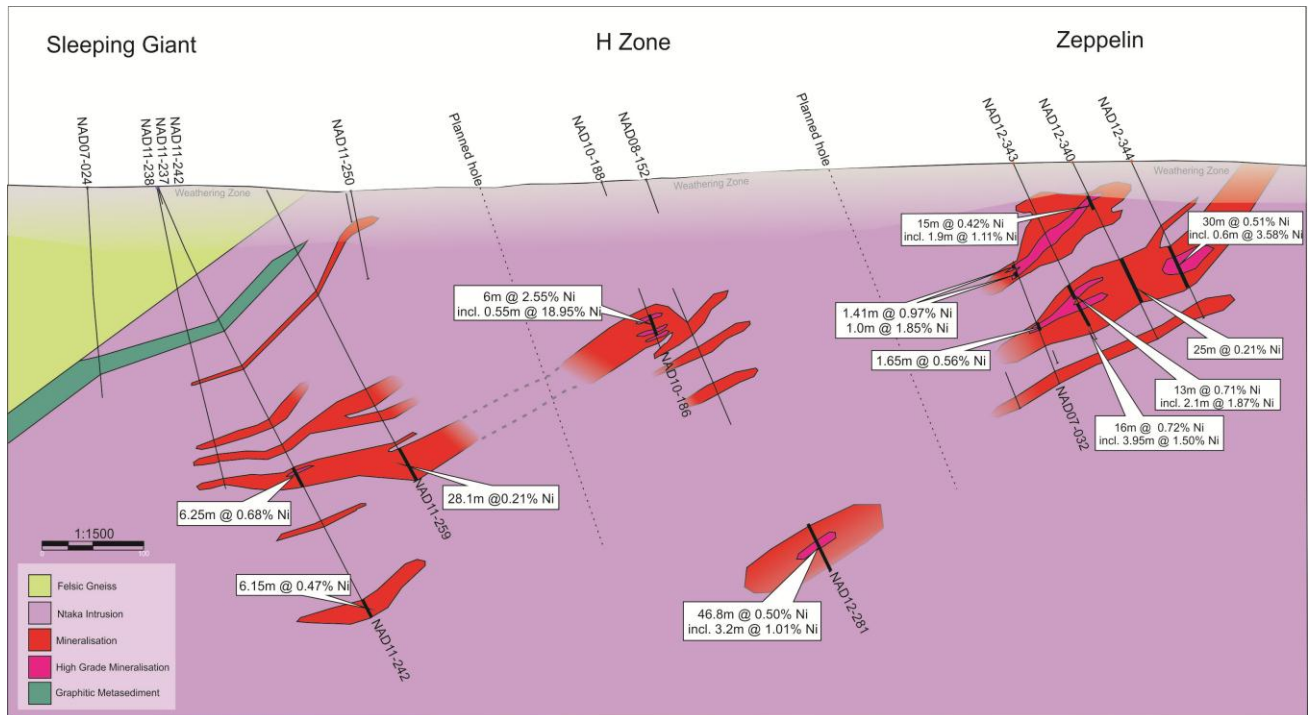 Sleeping Giant
H Zone
Zeppelin
NAD07-024
NAD11-238
NAD11-237
NAD11-242
NAD11-250
Planned hole
NAD10-188
NAD08-152
Planned hole
NAD12-343
NAD12-340
NAD12-344
Weathering Zone
Weathering Zone
Weathering Zone
15m @ 0.42% Ni
incl. 1.9m @ 1.11% Ni
30m @ 0.51% Ni
incl. 0.6m @ 3.58% Ni
6m @ 2.55% Ni
incl. 0.55m @ 18.95% Ni
1.41m @ 0.97% Ni
1.0m @ 1.85% Ni
1.65m @ 0.56% Ni
25m @ 0.21% Ni
NAD10-186
13m @ 0.71% Ni
incl. 2.1m @ 1.87% Ni
NAD07-032
16m @ 0.72% Ni
incl. 3.95m @ 1.50% Ni
6.25m @ 0.68% Ni
28.1m @0.21% Ni
NAD11-259
1:1500
0
100
6.15m @ 0.47% Ni
NAD11-242
46.8m @ 0.50% Ni
incl. 3.2m @ 1.01% Ni
NAD12-281
Felsic Gneiss
Ntaka Intrusion
Mineralisation
High Grade Mineralisation
Graphitic Metasediment